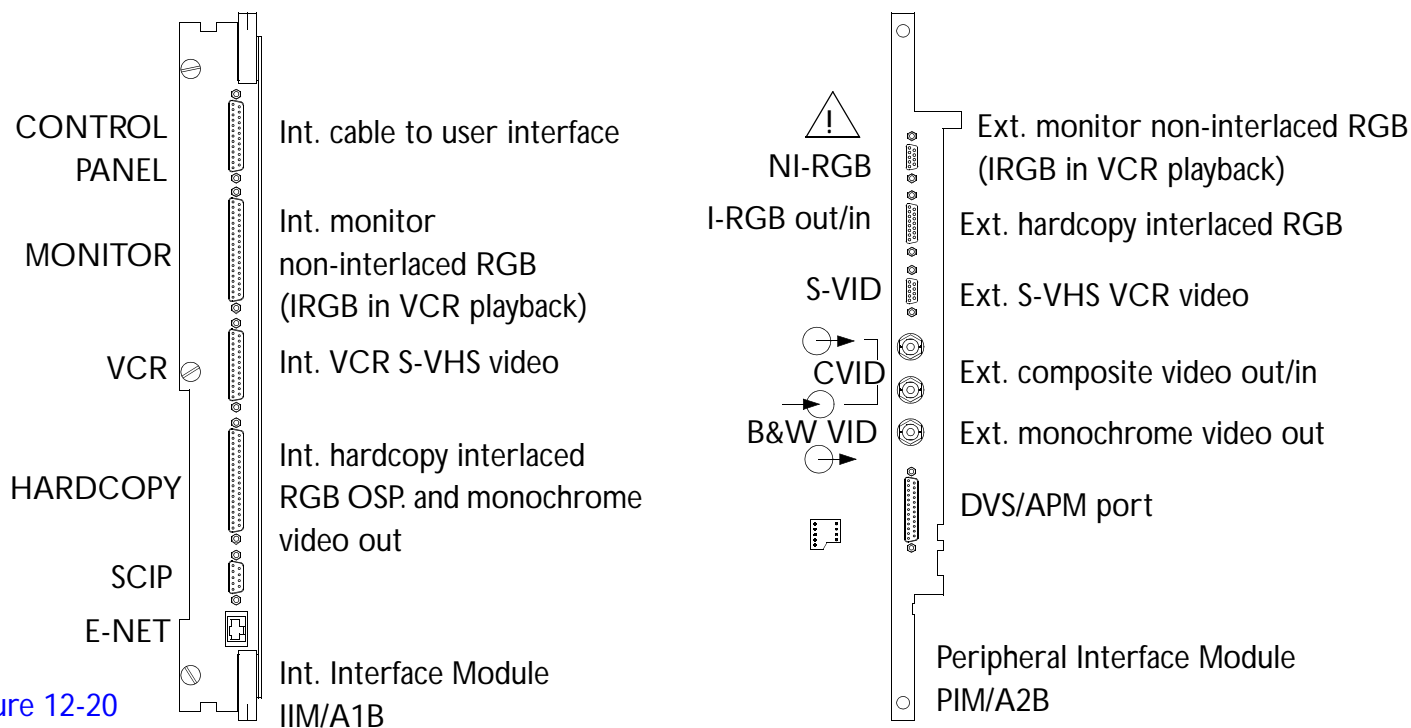 CONTROL
PANEL
Int. cable to user interface
MONITOR
Int. monitor
non-interlaced RGB
(IRGB in VCR playback)
VCR
Int. VCR S-VHS video
HARDCOPY
Int. hardcopy interlaced
RGB OSP. and monochrome
video out
SCIP
E-NET
Int. Interface Module
IIM/A1B
ure 12-20
!
NI-RGB
Ext. monitor non-interlaced RGB
(IRGB in VCR playback)
I-RGB out/in
Ext. hardcopy interlaced RGB
S-VID
Ext. S-VHS VCR video
CVID
Ext. composite video out/in
B&W VID
Ext. monochrome video out
DVS/APM port
Peripheral Interface Module
PIM/A2B